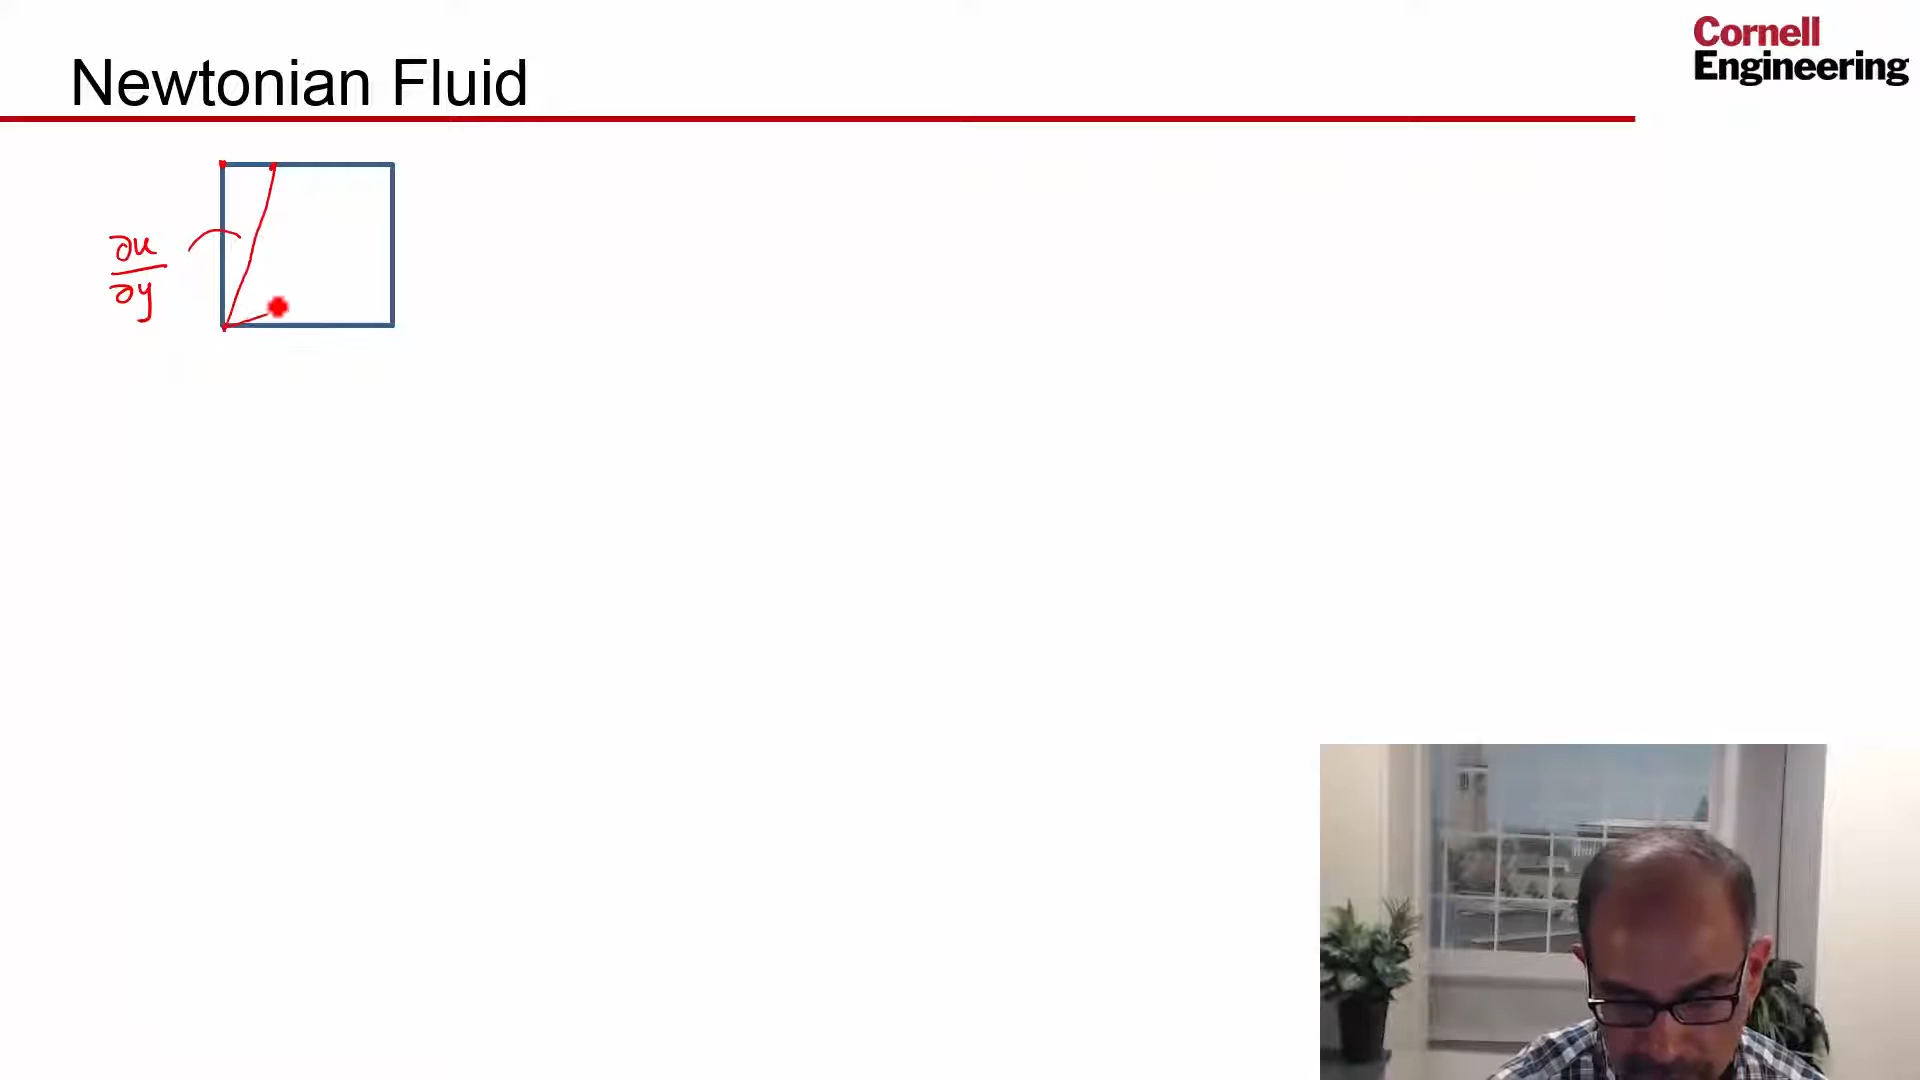 Cornell
Engineering
Newtonian Fluid
∂u
∂y